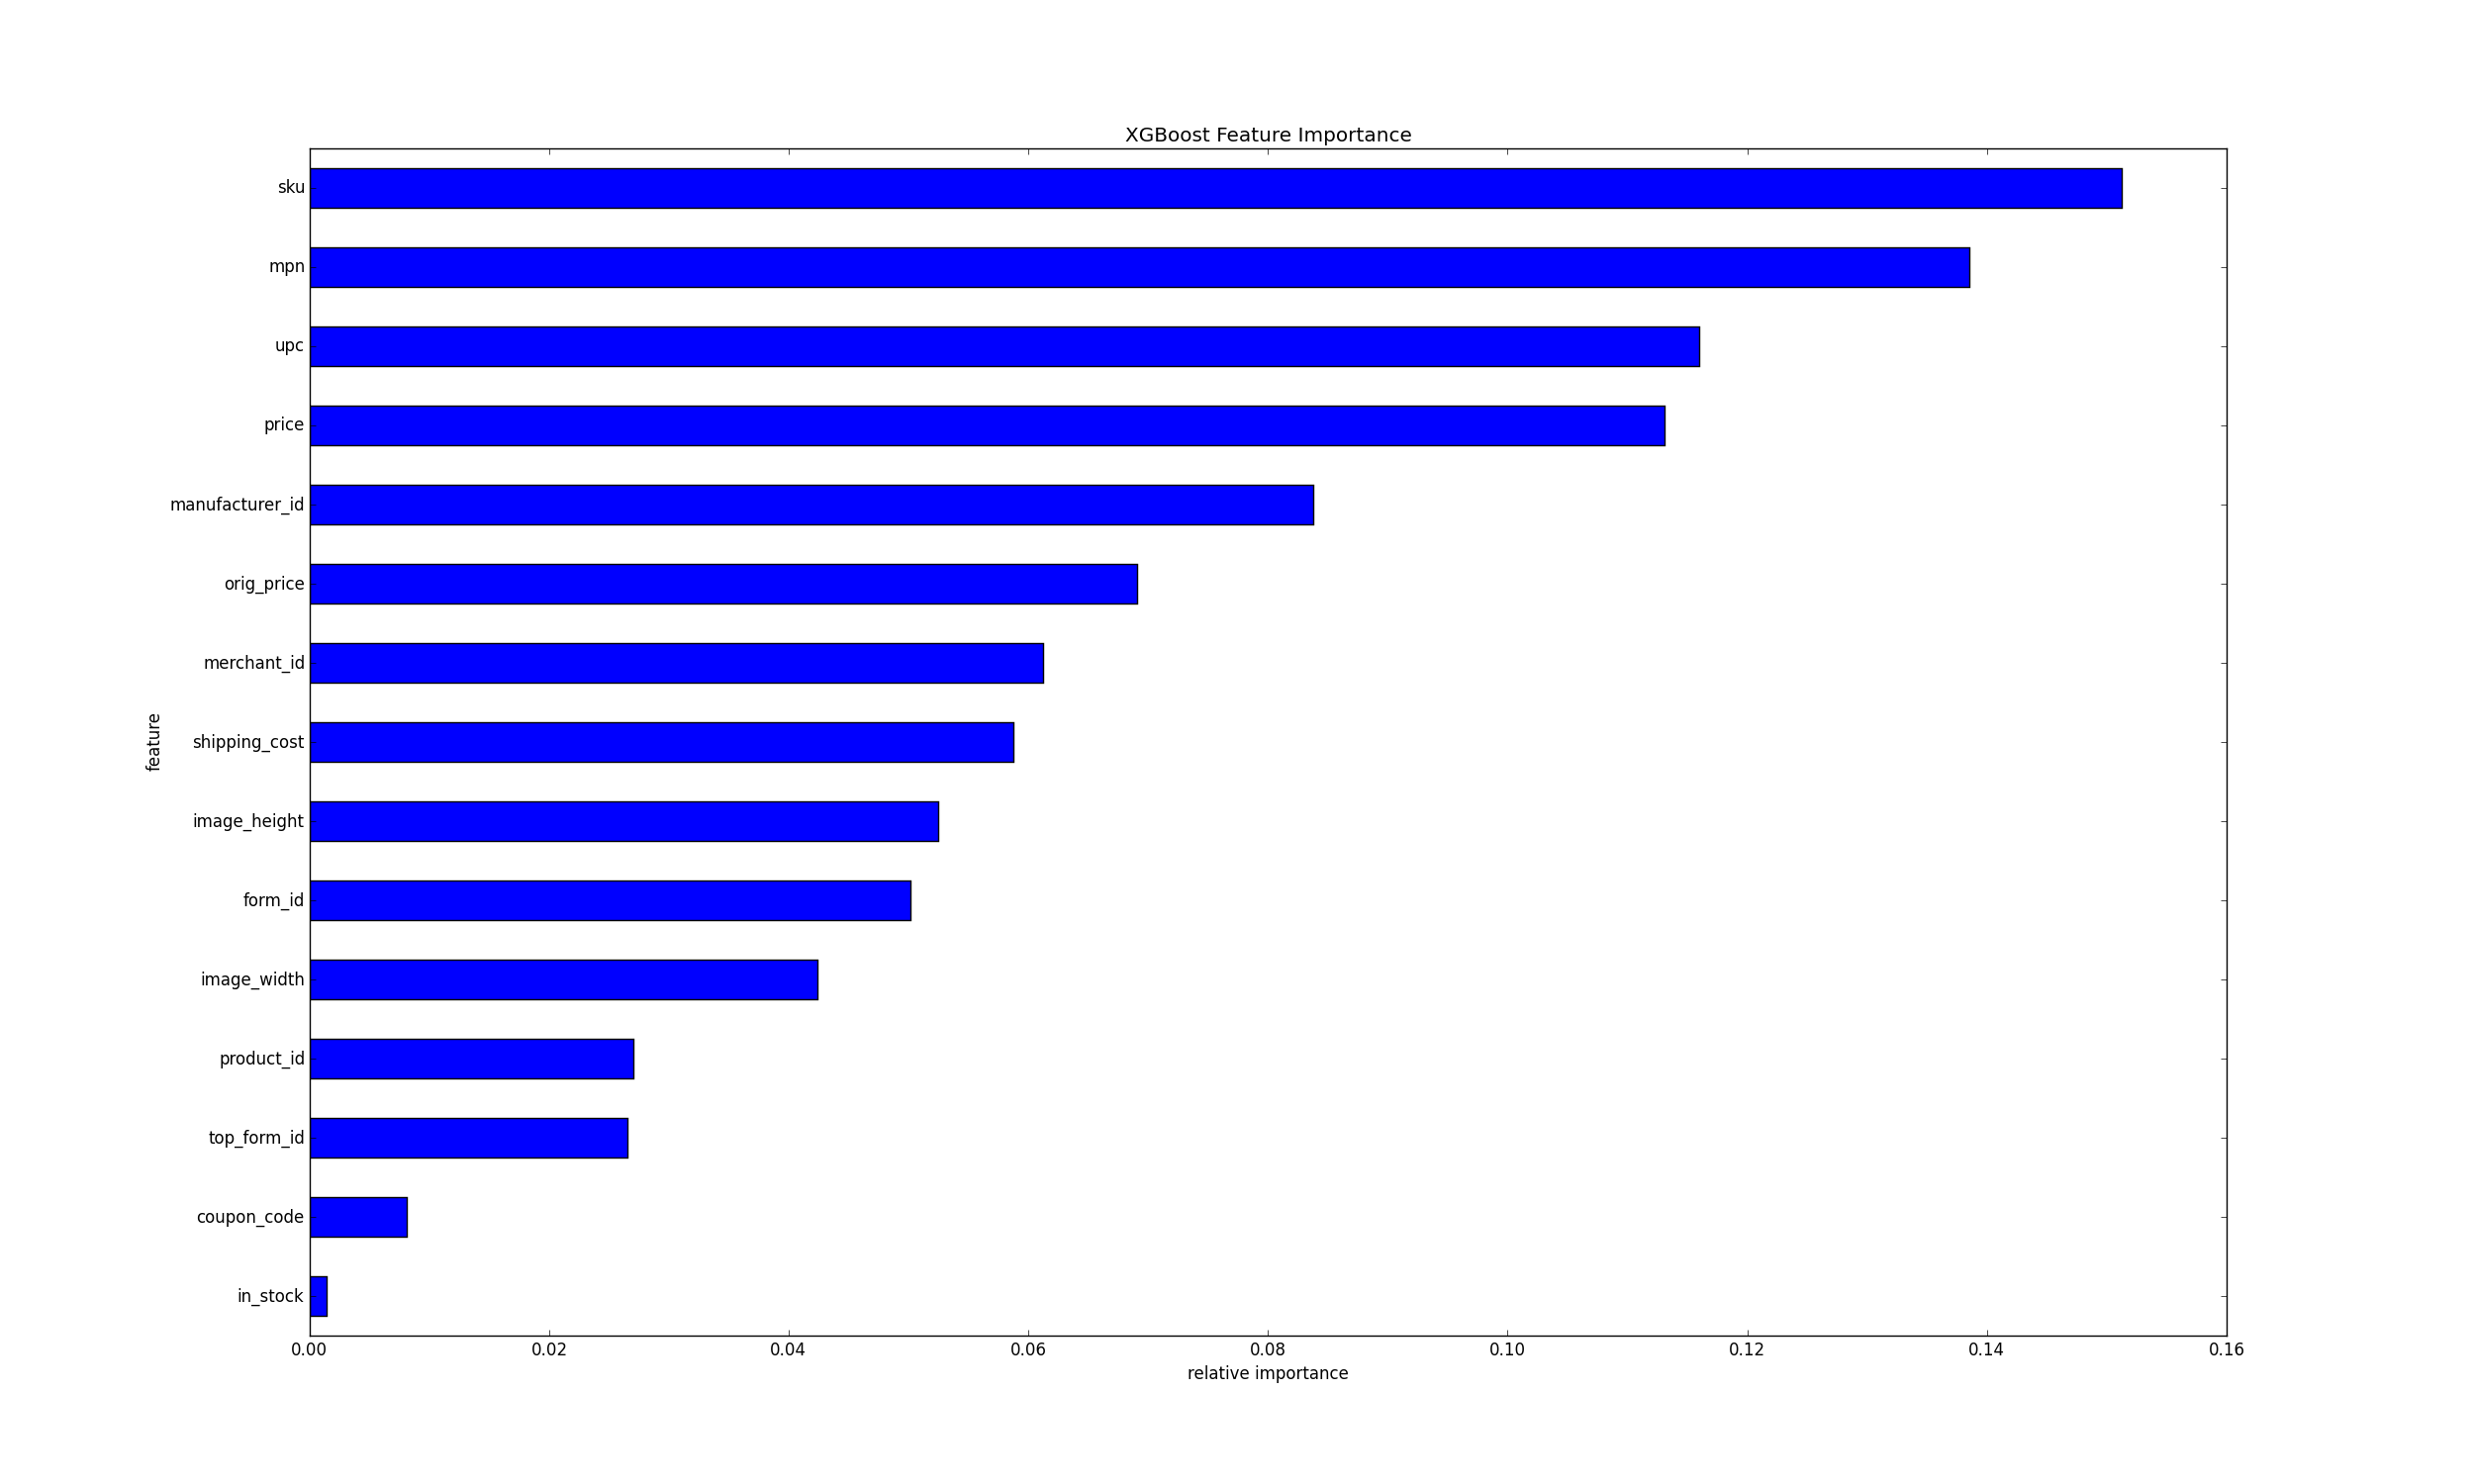 XGBoost Feature Importance
sku
mpn
upc
price
manufacturer_id
orig_price
merchant_id
shipping_cost
image_height
form_id
image_width
product_id
top_form_id
coupon_code
in_stock
feature
0.00 0.02 0.04 0.06 0.08 0.10 0.12 0.14 0.16
relative importance